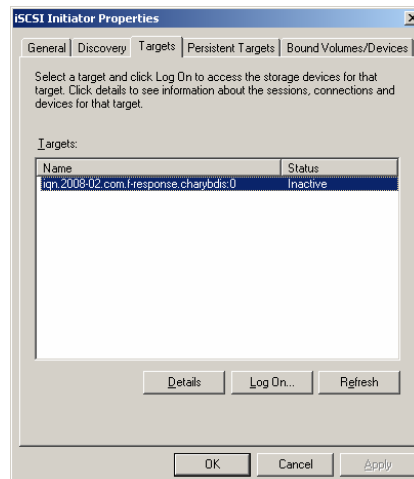 iSCSI Initiator Properties
General Discovery Targets Persistent Targets Bound Volumes/Devices
Select a target and click Log On to access the storage devices for that
target. Click details to see information about the sessions, connections and
devices for that target.
Targets:
Name Status
iqn.2008-02.com.f-response.charybdis:0 Inactive
Details Log On... Refresh
OK Cancel Apply